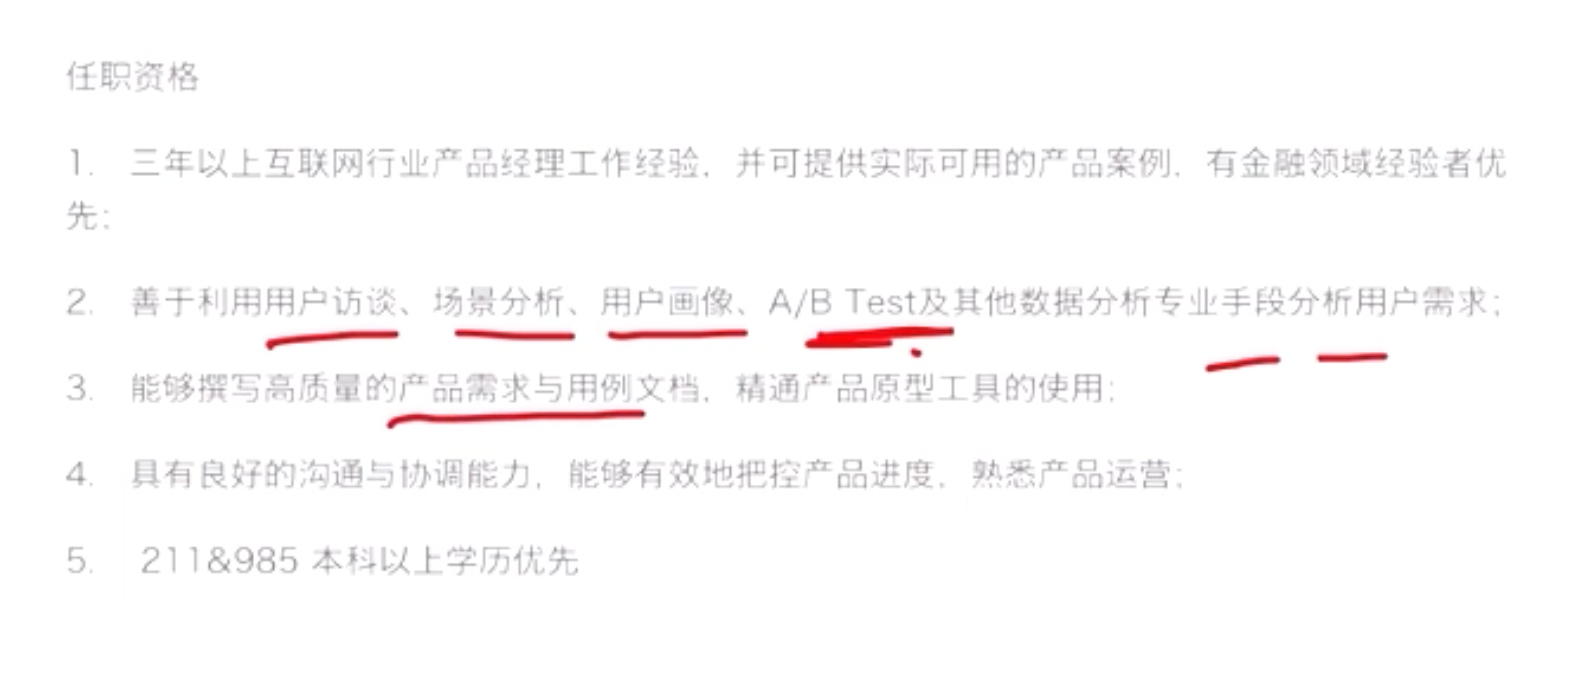 任职资格
1. 三年以上互联网行业产品经理工作经验，并可提供实际可用的产品案例，有金融领域经验者优
先；
2. 善于利用用户访谈、场景分析、用户画像、A/B Test及其他数据分析专业手段分析用户需求；
3. 能够撰写高质量的产品需求与用例文档，精通产品原型工具的使用；
4. 具有良好的沟通与协调能力，能够有效地把控产品进度，熟悉产品运营；
5. 211&985 本科以上学历优先